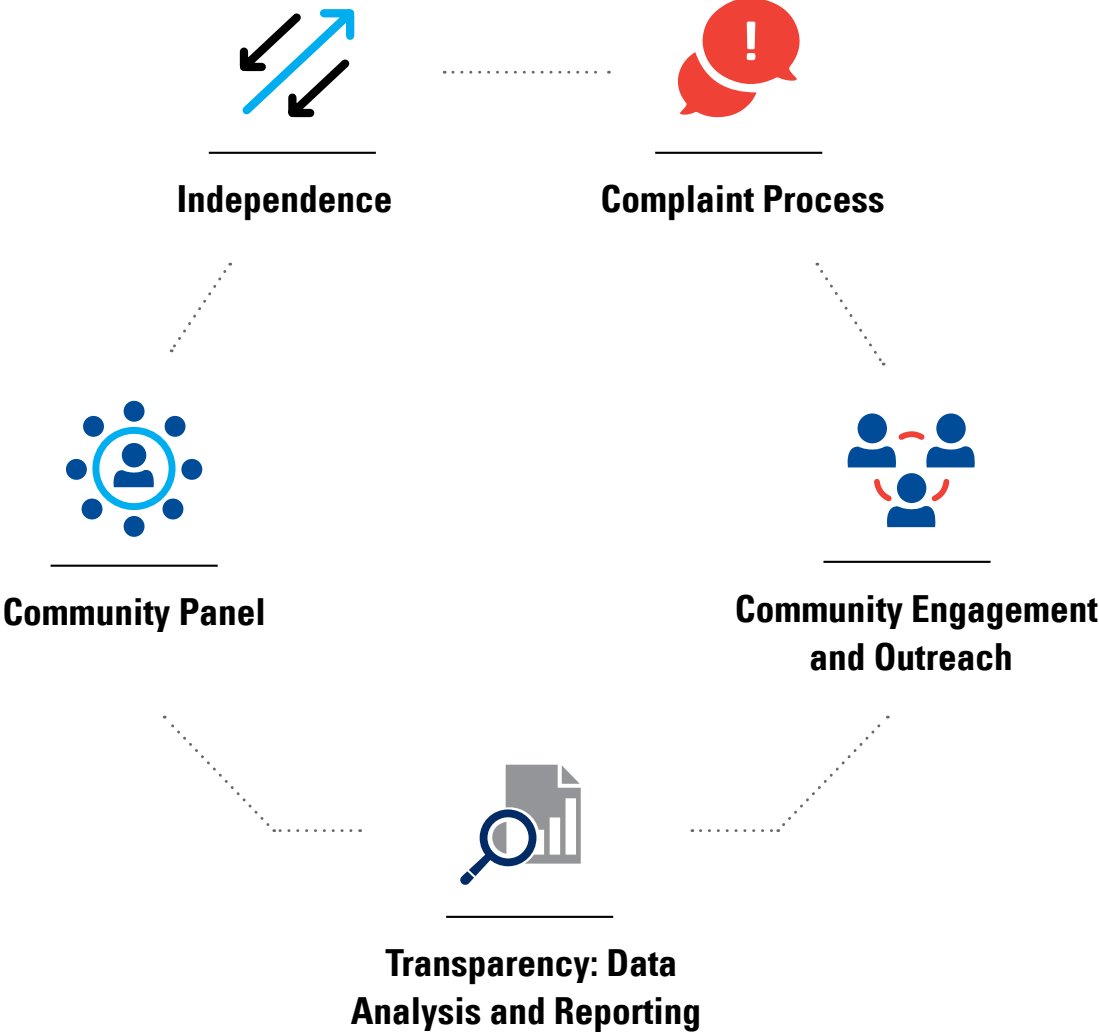 !
Independence
Complaint Process
Community Panel
Community Engagement
and Outreach
Transparency: Data
Analysis and Reporting